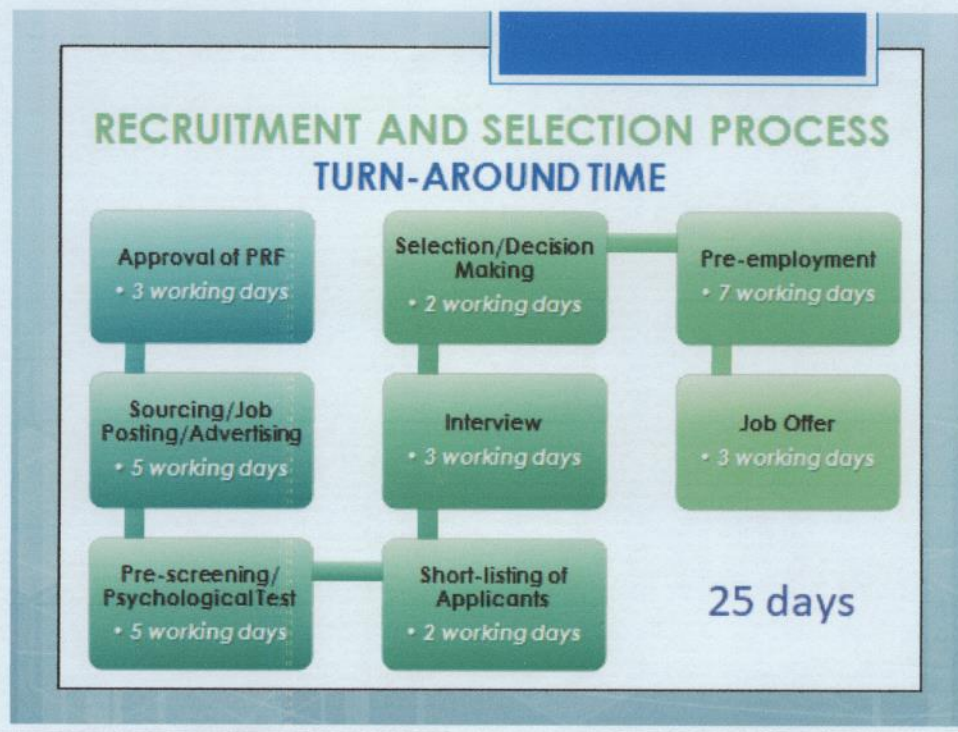 RECRUITMENT AND SELECTION PROCESS
TURN-AROUND TIME
Approval of PRF
• 3 working days
Sourcing/Job
Posting/Advertising
• 5 working days
Pre-screening/
Psychological Test
• 5 working days
Short-listing of
Applicants
• 2 working days
Interview
• 3 working days
Selection/Decision
Making
• 2 working days
Pre-employment
• 7 working days
Job Offer
• 3 working days
25 days